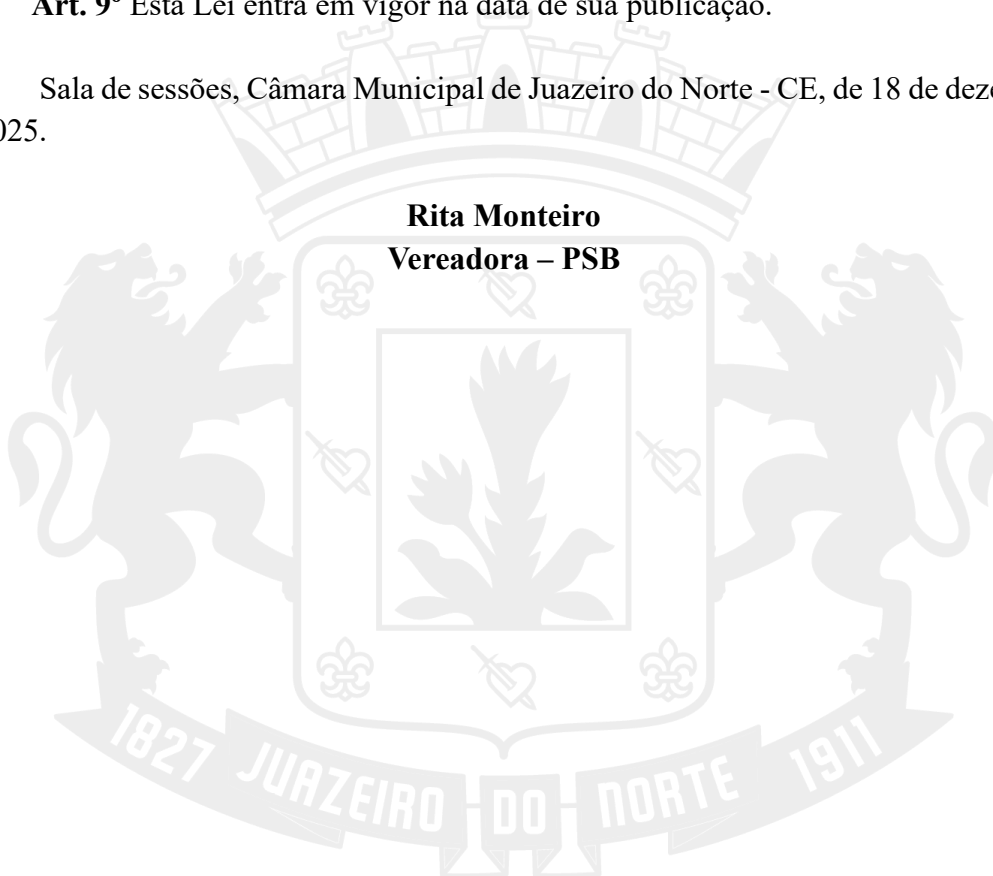 Art. 9º Esta Lei entra em vigor na data de sua publicação.
Sala de sessões, Câmara Municipal de Juazeiro do Norte - CE, de 18 de deze
025.
Rita Monteiro
Vereadora – PSB
1827 JUAZEIRO DO NORTE 1911